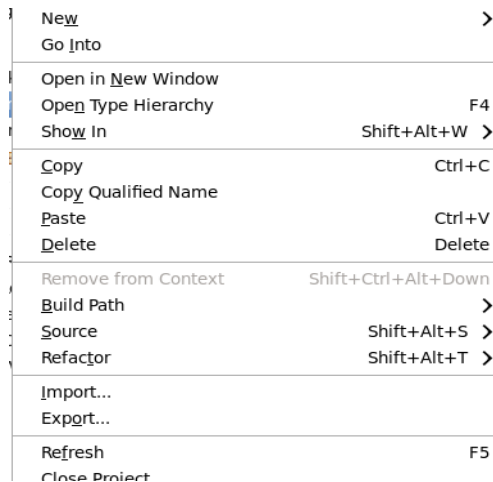 New
Go Into
Open in New Window
Open Type Hierarchy F4
Show In Shift+Alt+W
Copy Ctrl+C
Copy Qualified Name
Paste Ctrl+V
Delete Delete
Remove from Context Shift+Ctrl+Alt+Down
Build Path
Source Shift+Alt+S
Refactor Shift+Alt+T
Import...
Export...
Refresh F5
Close Project